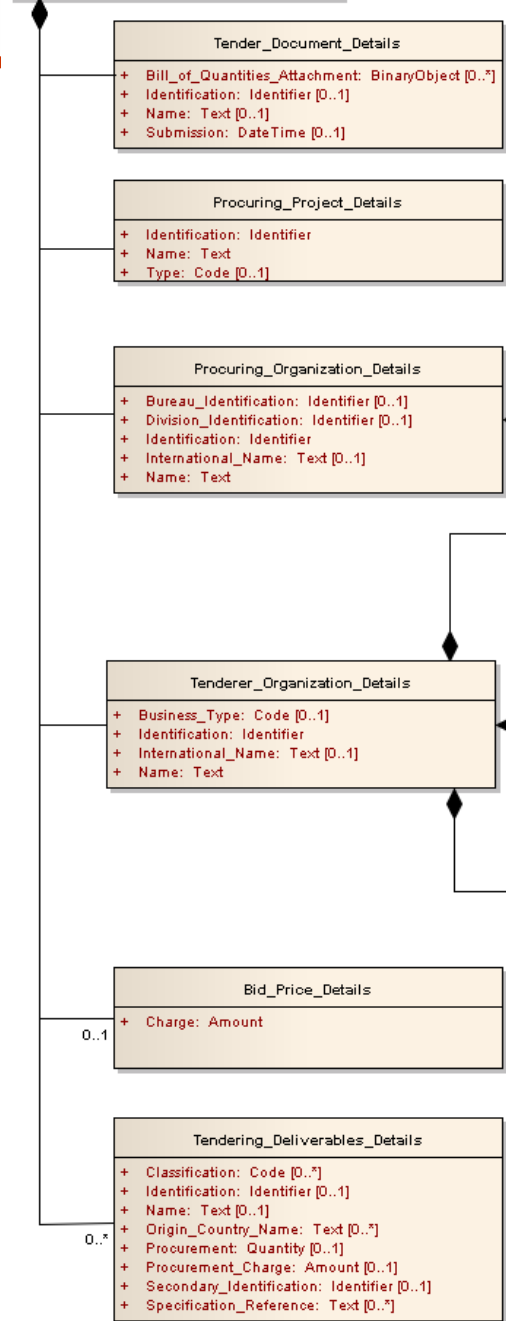 Tender_Document_Details
+ Bill_of_Quantities_Attachment: BinaryObject [0..*]
+ Identification: Identifier [0..1]
+ Name: Text [0..1]
+ Submission: DateTime [0..1]
Procuring_Project_Details
+ Identification: Identifier
+ Name: Text
+ Type: Code [0..1]
Procuring_Organization_Details
+ Bureau_Identification: Identifier [0..1]
+ Division_Identification: Identifier [0..1]
+ Identification: Identifier
+ International_Name: Text [0..1]
+ Name: Text
Tenderer_Organization_Details
+ Business_Type: Code [0..1]
+ Identification: Identifier
+ International_Name: Text [0..1]
+ Name: Text
Bid_Price_Details
+ Charge: Amount
0..1
Tendering_Deliverables_Details
+ Classification: Code [0..*]
+ Identification: Identifier [0..1]
+ Name: Text [0..1]
+ Origin_Country_Name: Text [0..*]
+ Procurement: Quantity [0..1]
+ Procurement_Charge: Amount [0..1]
+ Secondary_Identification: Identifier [0..1]
+ Specification_Reference: Text [0..*]
0..*